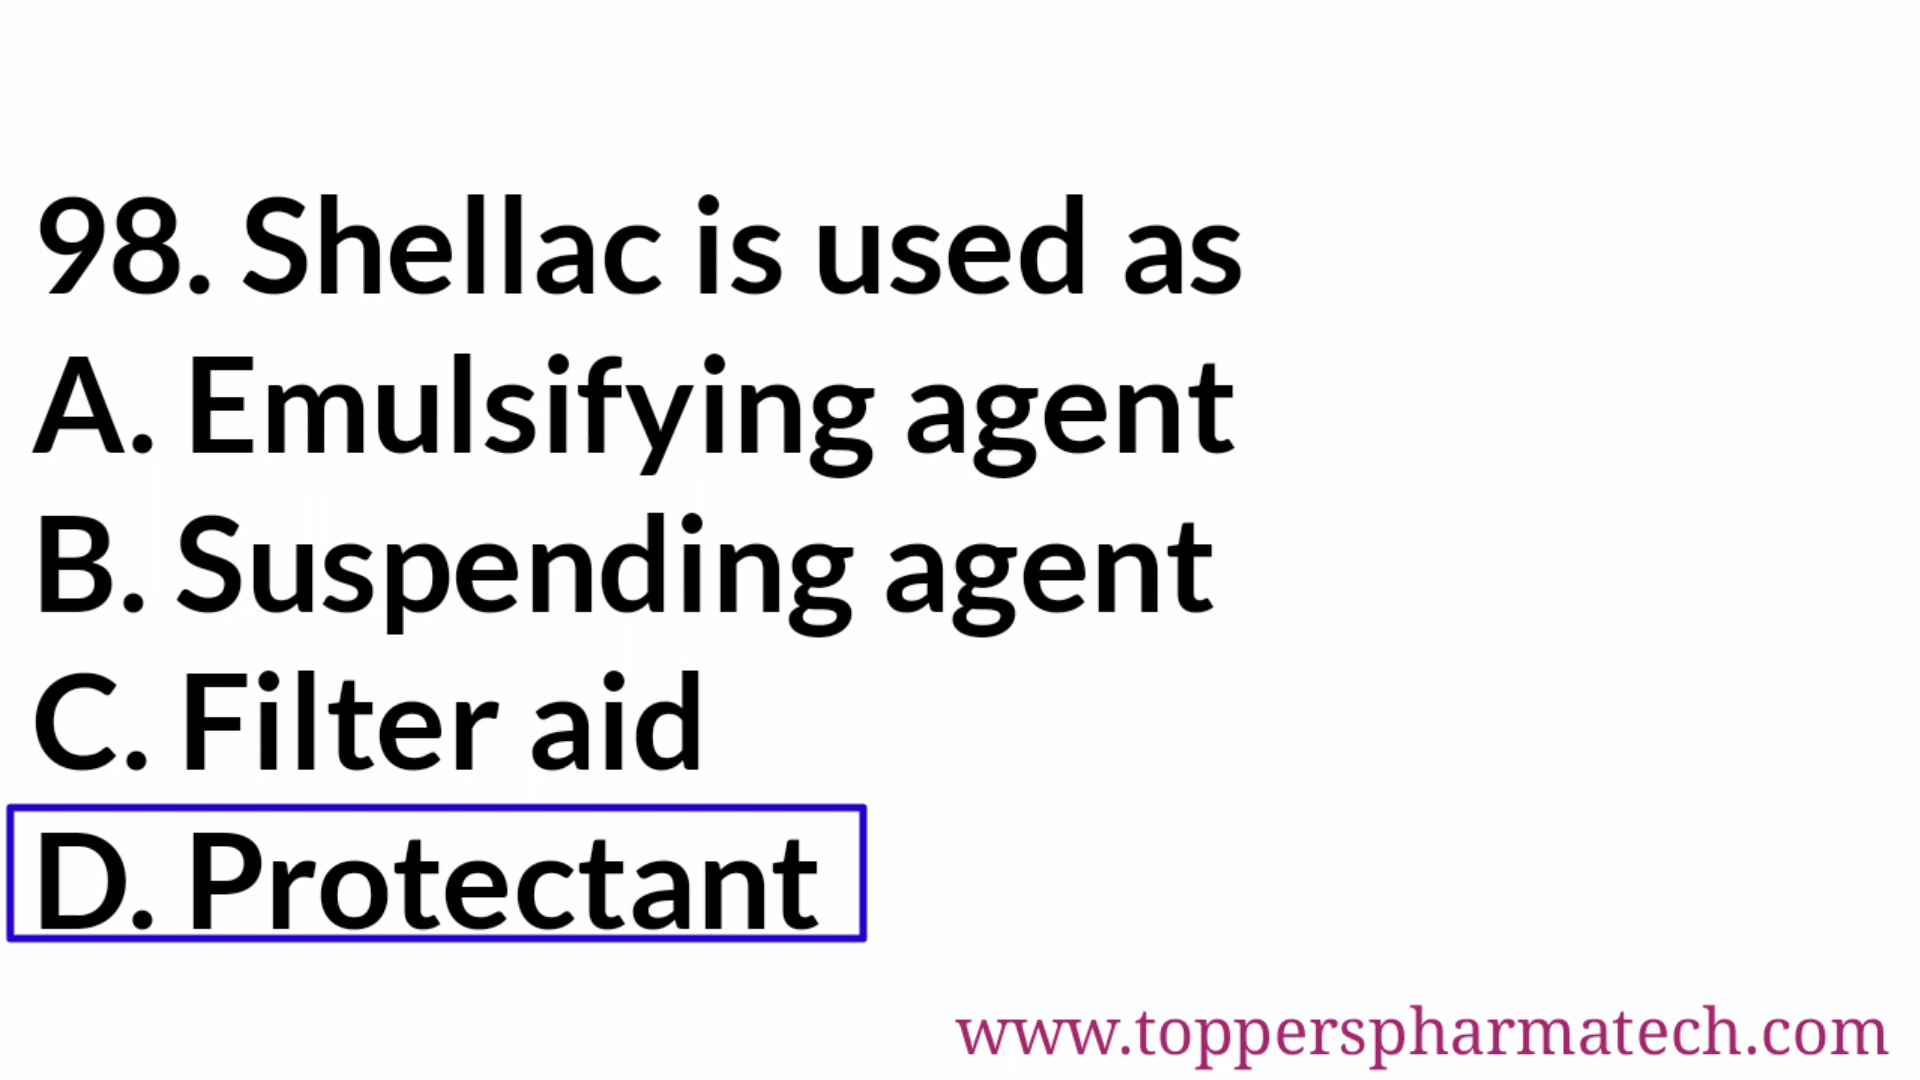 98. Shellac is used as
A. Emulsifying agent
B. Suspending agent
C. Filter aid
D. Protectant
www.topperspharmatech.com